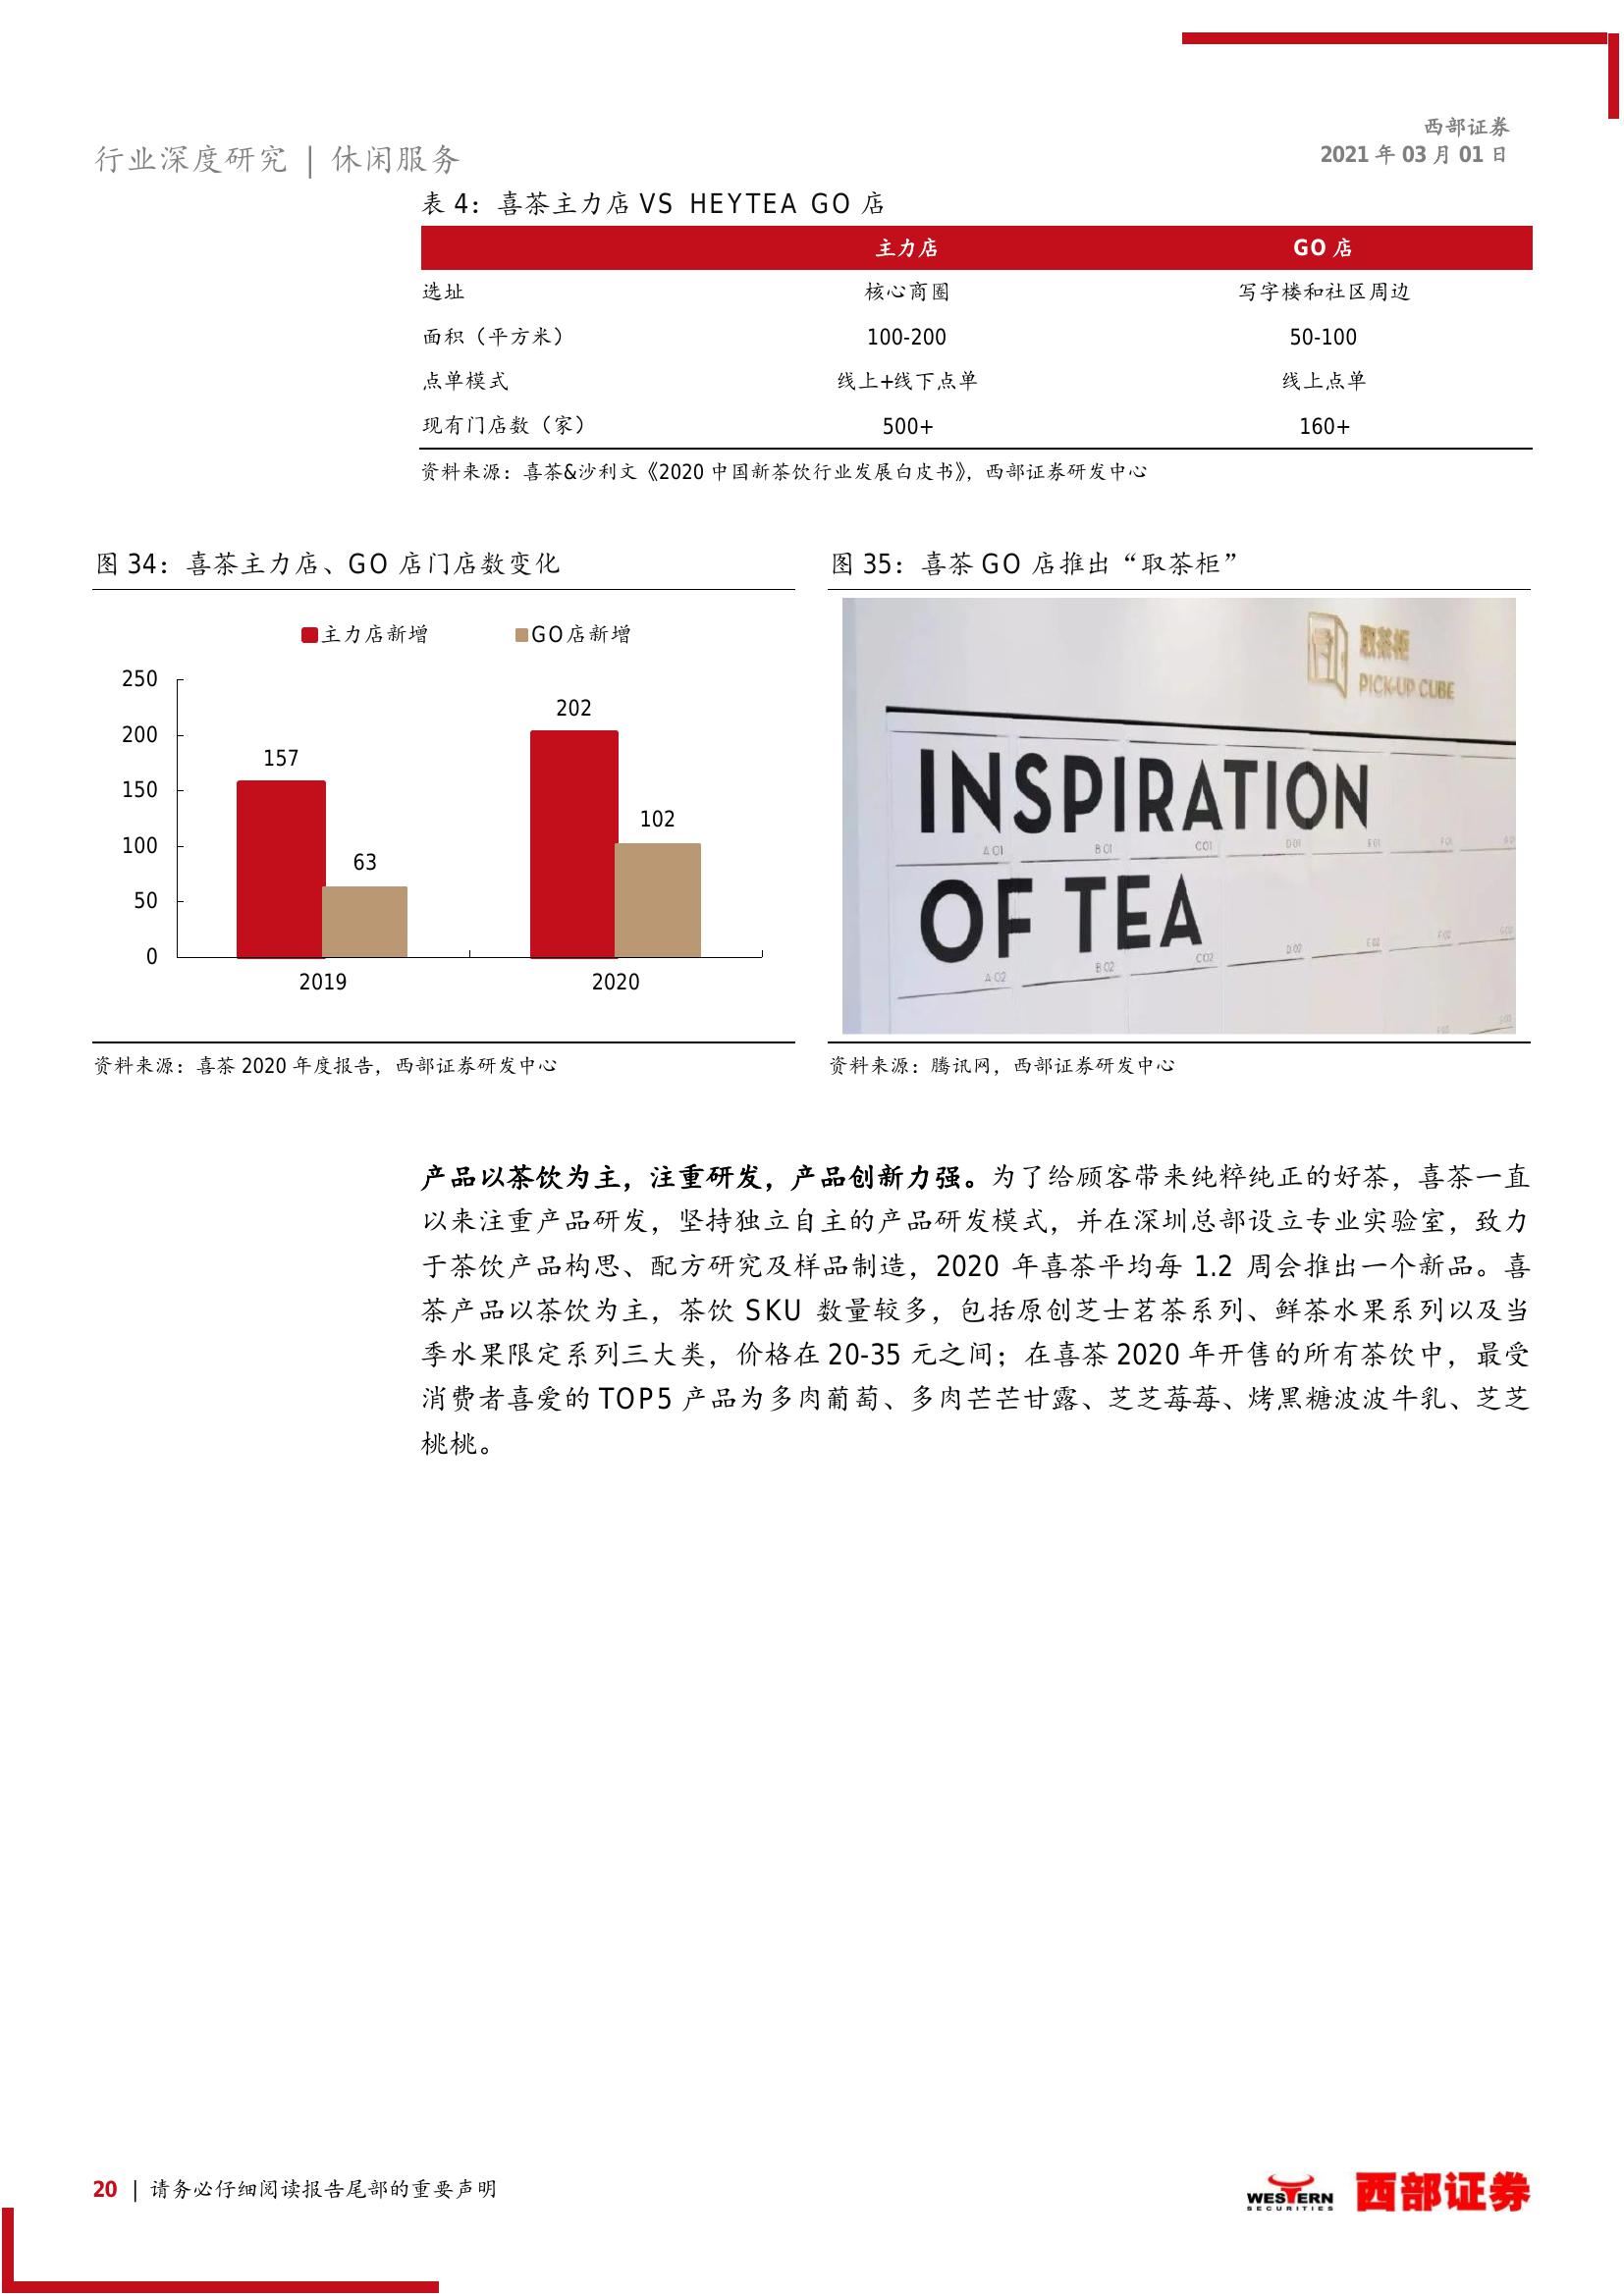 西部证券
行业深度研究 | 休闲服务
2021 年 03 月 01 日
表 4：喜茶主力店 VS HEYTEA GO 店
主力店 GO 店
选址 核心商圈 写字楼和社区周边
面积（平方米） 100-200 50-100
点单模式 线上+线下点单 线上点单
现有门店数（家） 500+ 160+
资料来源：喜茶&沙利文《2020 中国新茶饮行业发展白皮书》，西部证券研发中心
图 34：喜茶主力店、GO 店门店数变化
主力店新增 GO店新增
250
200
150
100
50
0
157
63
202
102
2019 2020
资料来源：喜茶 2020 年度报告，西部证券研发中心
图 35：喜茶 GO 店推出“取茶柜”
取茶柜
PICK-UP CUBE
INSPIRATION
A 01 B 01 C01 D 01 E 01 F 01
OF TEA
A 02 B 02 C02 D 02 E 02 F 02
资料来源：腾讯网，西部证券研发中心
产品以茶饮为主，注重研发，产品创新力强。为了给顾客带来纯粹纯正的好茶，喜茶一直
以来注重产品研发，坚持独立自主的产品研发模式，并在深圳总部设立专业实验室，致力
于茶饮产品构思、配方研究及样品制造，2020 年喜茶平均每 1.2 周会推出一个新品。喜
茶产品以茶饮为主，茶饮 SKU 数量较多，包括原创芝士茗茶系列、鲜茶水果系列以及当
季水果限定系列三大类，价格在 20-35 元之间；在喜茶 2020 年开售的所有茶饮中，最受
消费者喜爱的 TOP5 产品为多肉葡萄、多肉芒芒甘露、芝芝莓莓、烤黑糖波波牛乳、芝芝
桃桃。
20 | 请务必仔细阅读报告尾部的重要声明
WESTERN
SECURITIES
西部证券